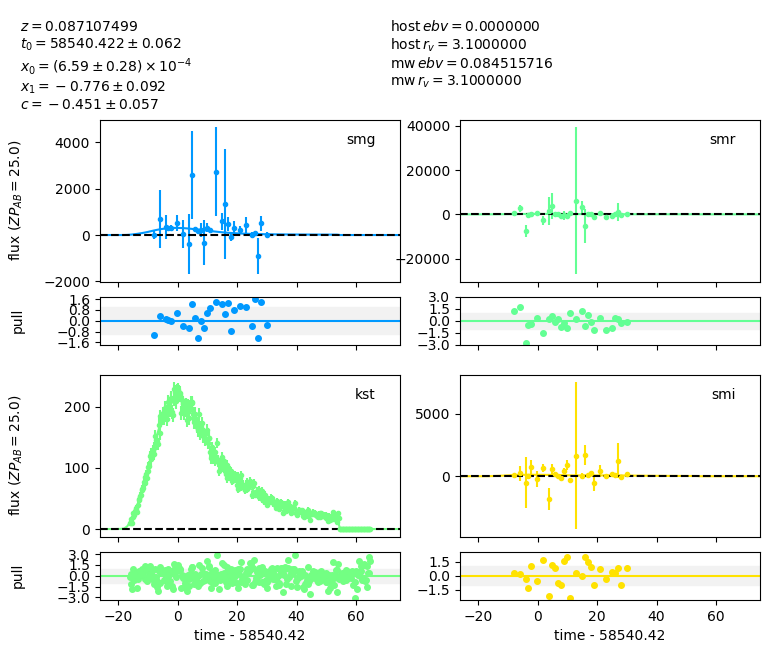 z = 0.087107499
t0 = 58540.422 ± 0.062
x0 = (6.59 ± 0.28) × 10^−4
x1 = −0.776 ± 0.092
c = −0.451 ± 0.057
host ebv = 0.0000000
host rv = 3.1000000
mw ebv = 0.084515716
mw rv = 3.1000000
flux (ZPAB = 25.0)
4000
2000
0
−2000
smg
40000
20000
0
−20000
smr
pull
1.6
0.8
0.0
−0.8
−1.6
3.0
1.5
0.0
−1.5
−3.0
flux (ZPAB = 25.0)
200
100
0
kst
5000
0
smi
pull
3.0
1.5
0.0
−1.5
−3.0
1.5
0.0
−1.5
−20 0 20 40 60
time - 58540.42
−20 0 20 40 60
time - 58540.42